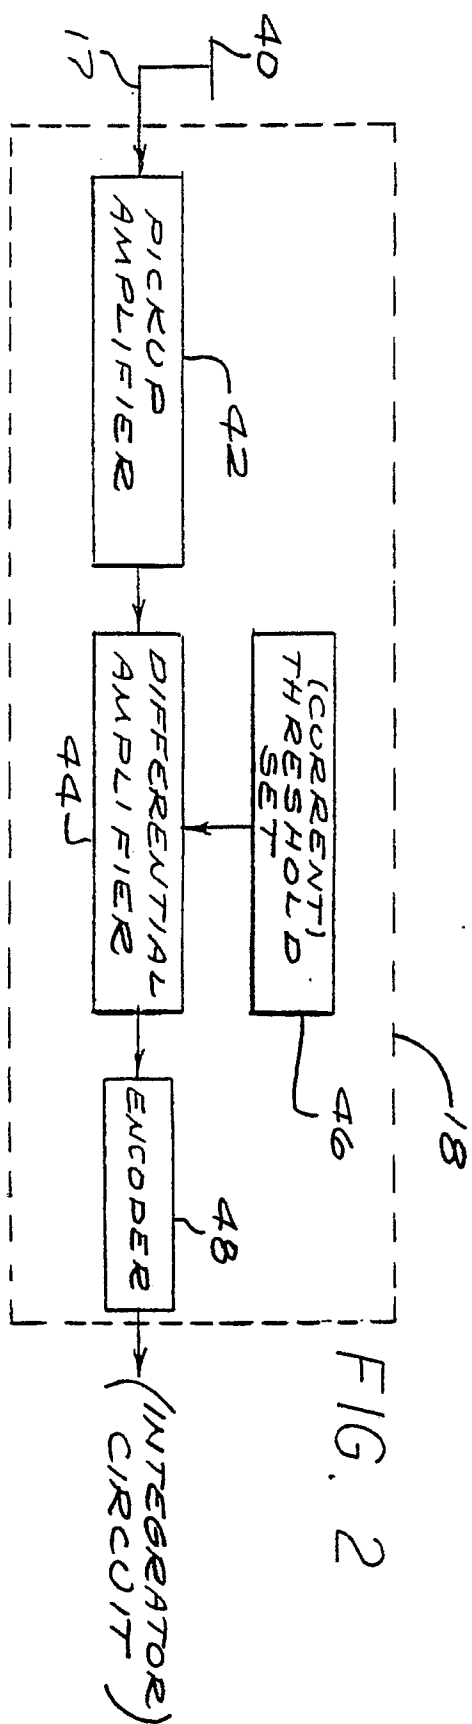 40
17
PICKUP
AMPLIFIER
42
DIFFERENTIAL
AMPLIFIER
44
(CURRENT)
THRESHOLD
SET
46
18
ENCODER
48
(INTEGRATOR
CIRCUIT)
FIG. 2